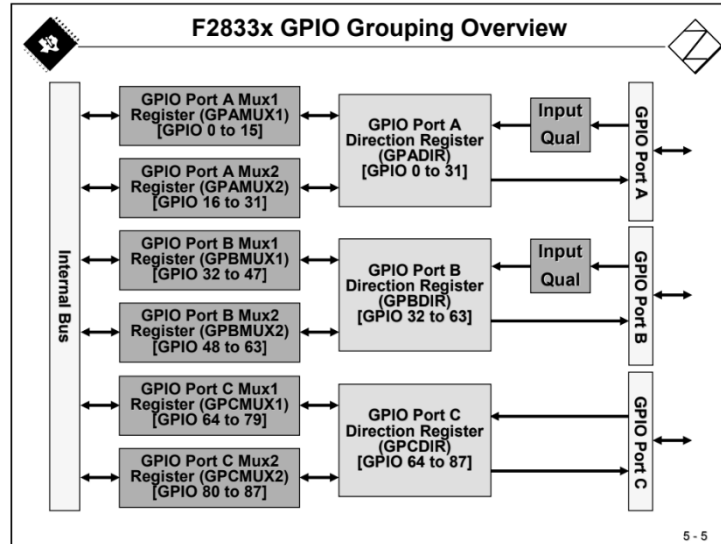 F2833x GPIO Grouping Overview
Internal Bus
GPIO Port A Mux1
Register (GPAMUX1)
[GPIO 0 to 15]
GPIO Port A Mux2
Register (GPAMUX2)
[GPIO 16 to 31]
GPIO Port B Mux1
Register (GPBMUX1)
[GPIO 32 to 47]
GPIO Port B Mux2
Register (GPBMUX2)
[GPIO 48 to 63]
GPIO Port C Mux1
Register (GPCMUX1)
[GPIO 64 to 79]
GPIO Port C Mux2
Register (GPCMUX2)
[GPIO 80 to 87]
GPIO Port A
Direction Register
(GPADIR)
[GPIO 0 to 31]
GPIO Port B
Direction Register
(GPBDIR)
[GPIO 32 to 63]
GPIO Port C
Direction Register
(GPCDIR)
[GPIO 64 to 87]
Input
Qual
Input
Qual
GPIO Port A
GPIO Port B
GPIO Port C
5 - 5